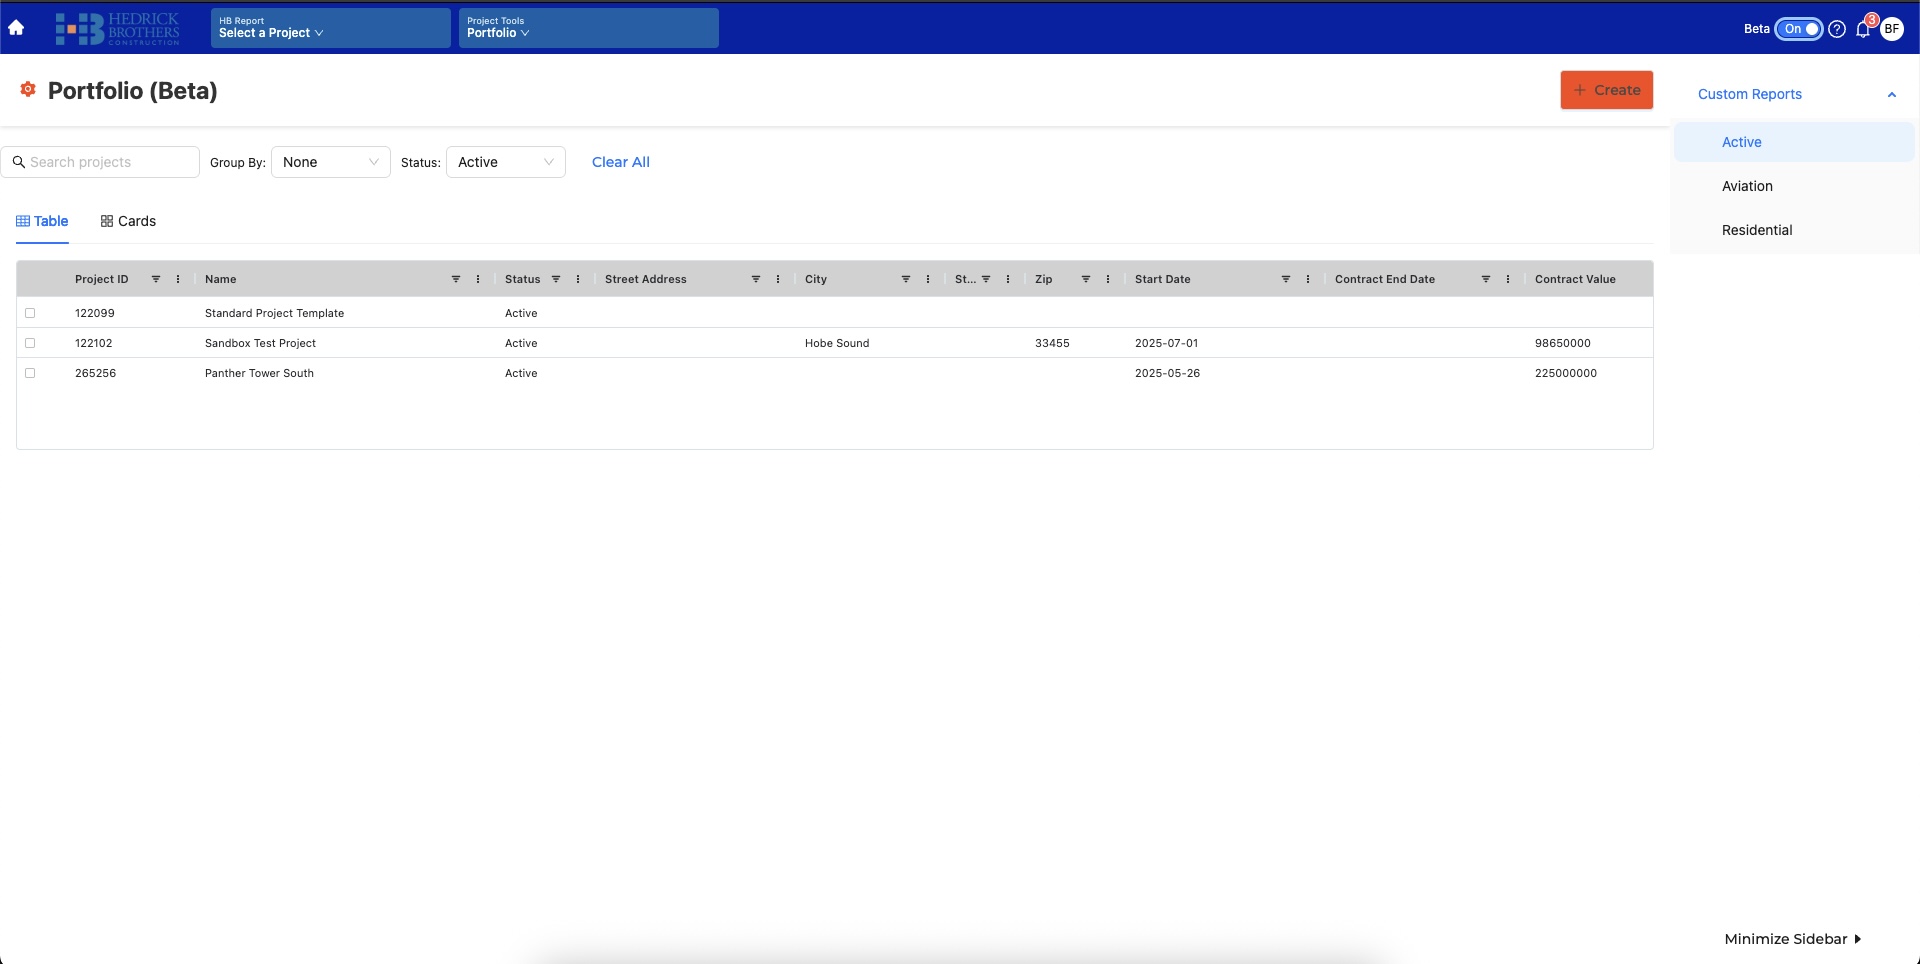 HEDRICK
BROTHERS
CONSTRUCTION
HB Report
Select a Project
Project Tools
Portfolio
Beta On ? 3 BF
Portfolio (Beta)
+ Create
Custom Reports
Active
Aviation
Residential
Search projects Group By: None Status: Active Clear All
Table Cards
Project ID Name Status Street Address City St... Zip Start Date Contract End Date Contract Value
122099 Standard Project Template Active
122102 Sandbox Test Project Active Hobe Sound 33455 2025-07-01 98650000
265256 Panther Tower South Active 2025-05-26 225000000
Minimize Sidebar